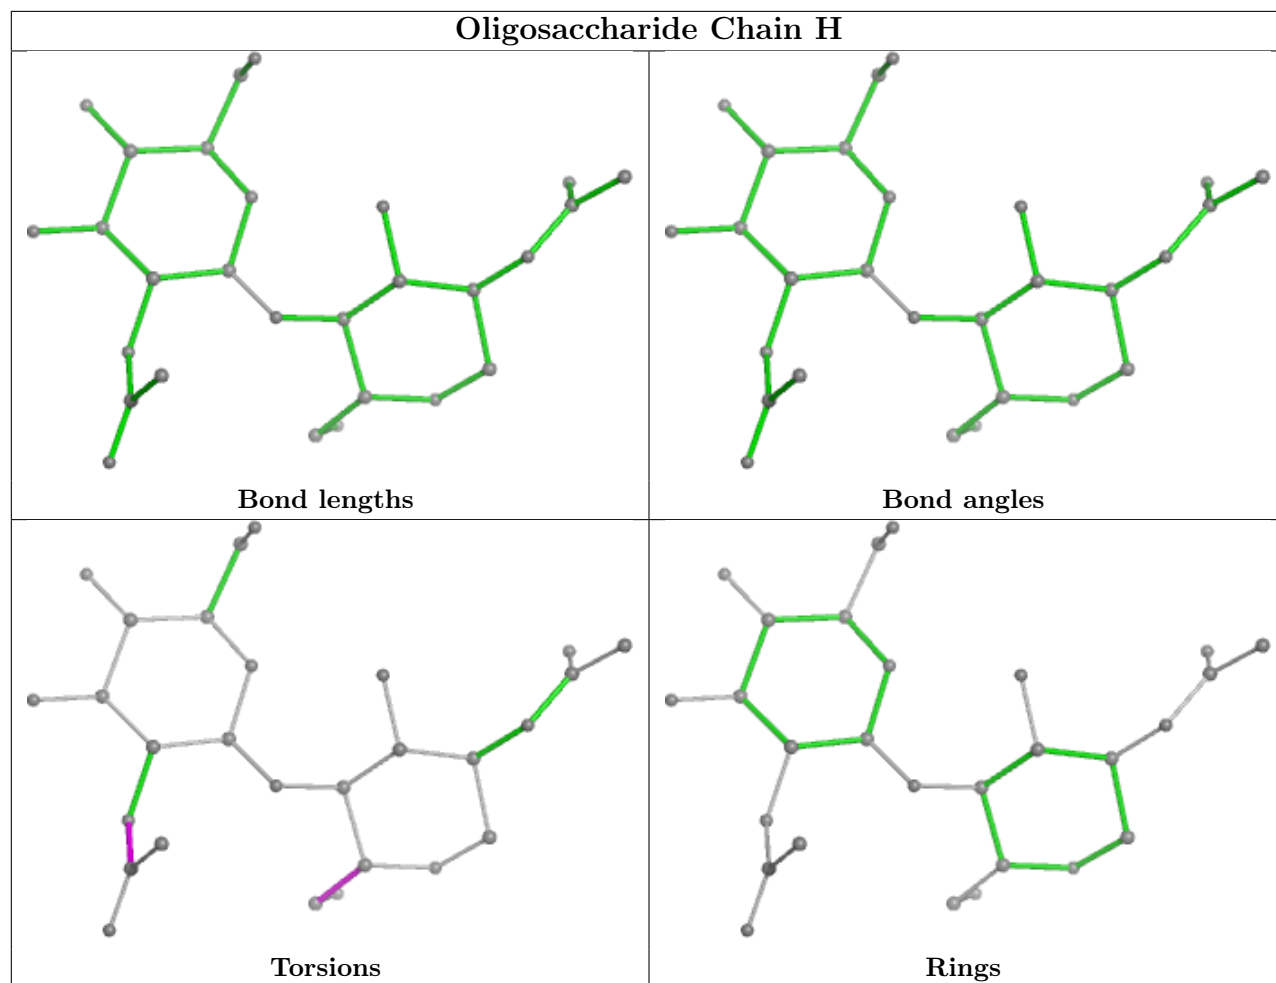 Oligosaccharide Chain H
Bond lengths
Bond angles
Torsions
Rings